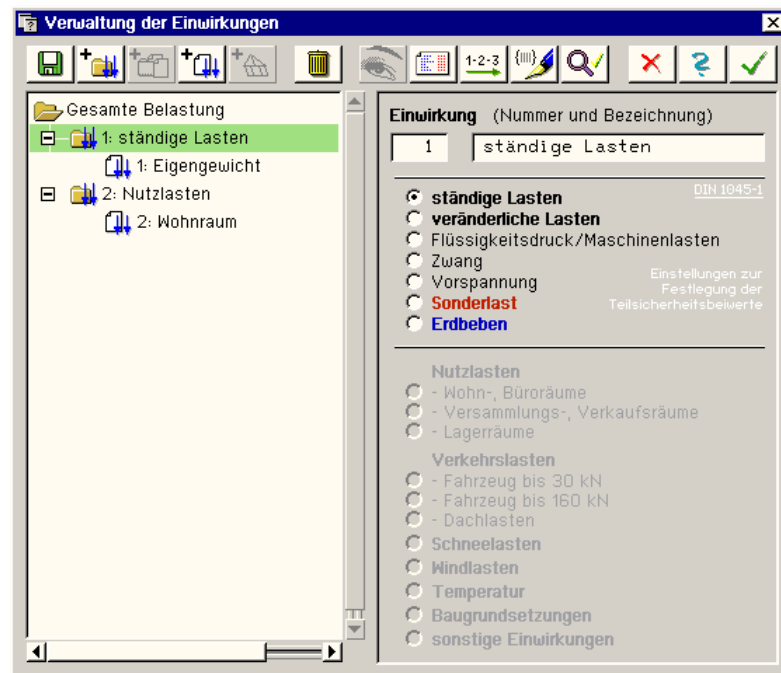 Verwaltung der Einwirkungen
1-2-3
Gesamte Belastung
1: ständige Lasten
1: Eigengewicht
2: Nutzlasten
2: Wohnraum
Einwirkung (Nummer und Bezeichnung)
1 ständige Lasten
DIN 1045-1
ständige Lasten
veränderliche Lasten
Flüssigkeitsdruck/Maschinenlasten
Zwang
Vorspannung
Sonderlast
Erdbeben
Einstellungen zur
Festlegung der
Teilsicherheitsbeiwerte
Nutzlasten
- Wohn-, Büroräume
- Versammlungs-, Verkaufsräume
- Lagerräume
Verkehrslasten
- Fahrzeug bis 30 kN
- Fahrzeug bis 160 kN
- Dachlasten
Schneelasten
Windlasten
Temperatur
Baugrundsetzungen
sonstige Einwirkungen